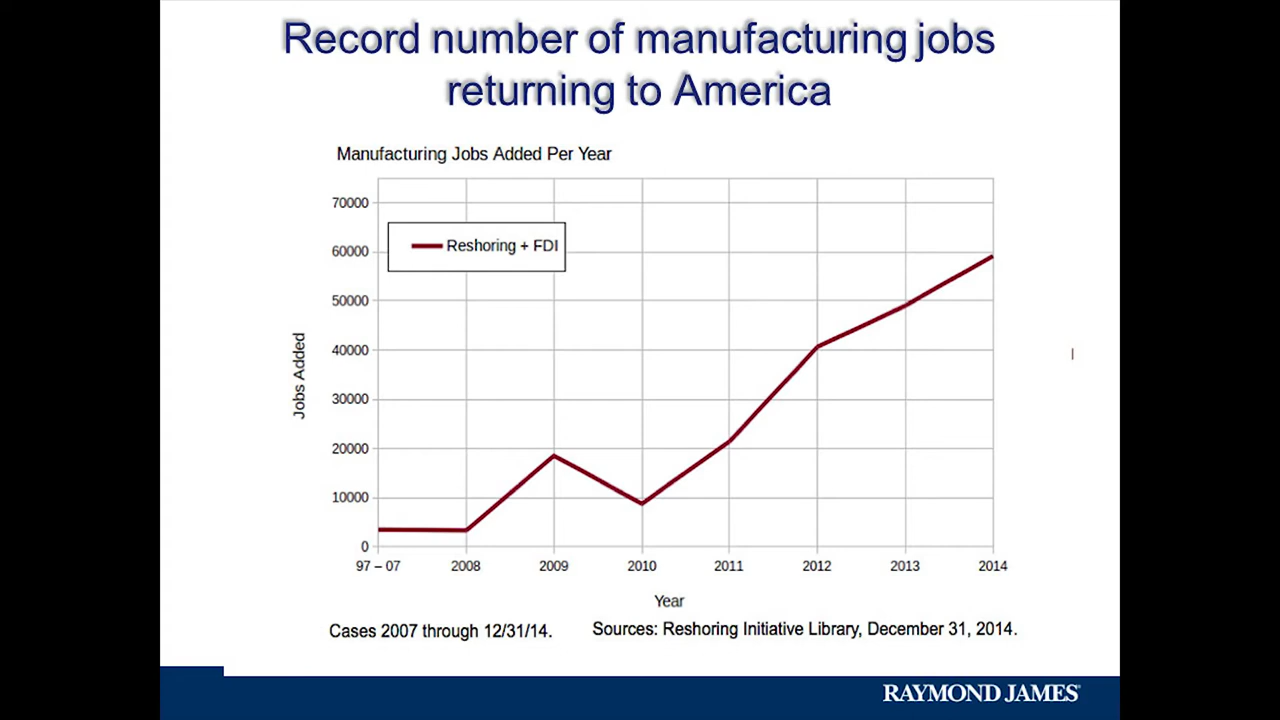 Record number of manufacturing jobs
returning to America
Manufacturing Jobs Added Per Year
70000
60000
50000
40000
30000
20000
10000
0
Reshoring + FDI
Jobs Added
97 – 07 2008 2009 2010 2011 2012 2013 2014
Year
Cases 2007 through 12/31/14. Sources: Reshoring Initiative Library, December 31, 2014.
RAYMOND JAMES®